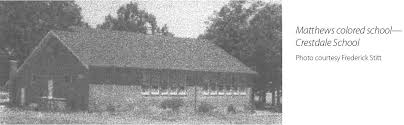 Matthews colored school—
Crestdale School
Photo courtesy Frederick Stitt